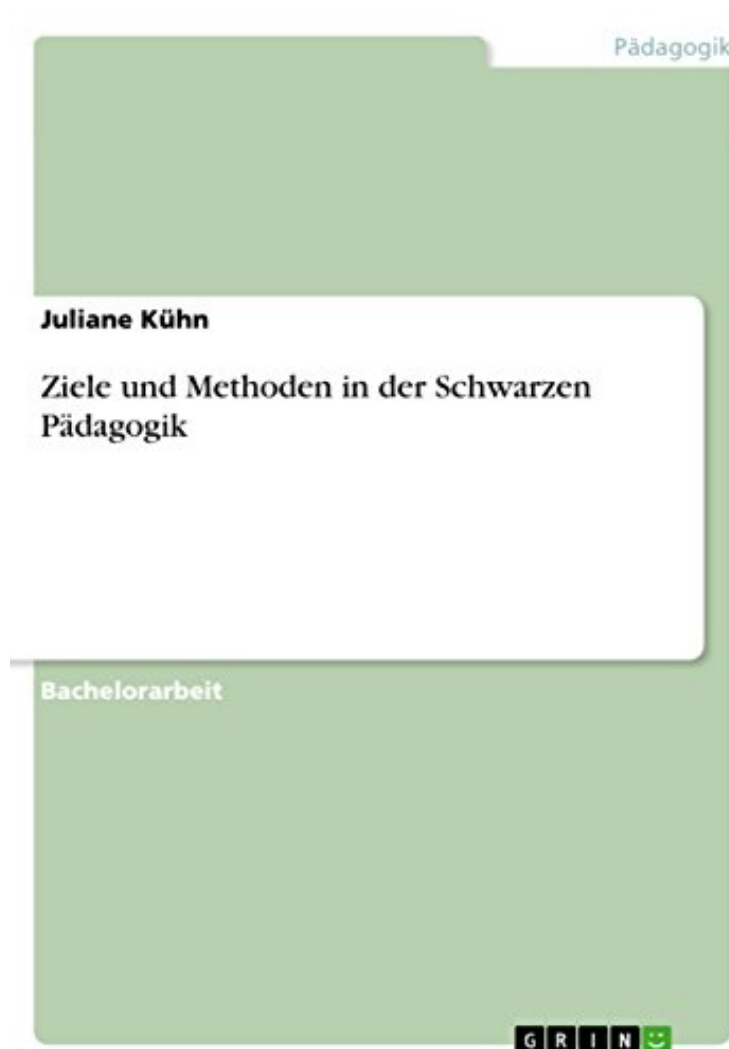 Pädagogik
Juliane Kühn
Ziele und Methoden in der Schwarzen
Pädagogik
Bachelorarbeit
GRIN